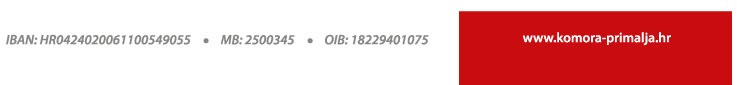 IBAN: HR0424020061100549055 • MB: 2500345 • OIB: 18229401075
www.komora-primalja.hr